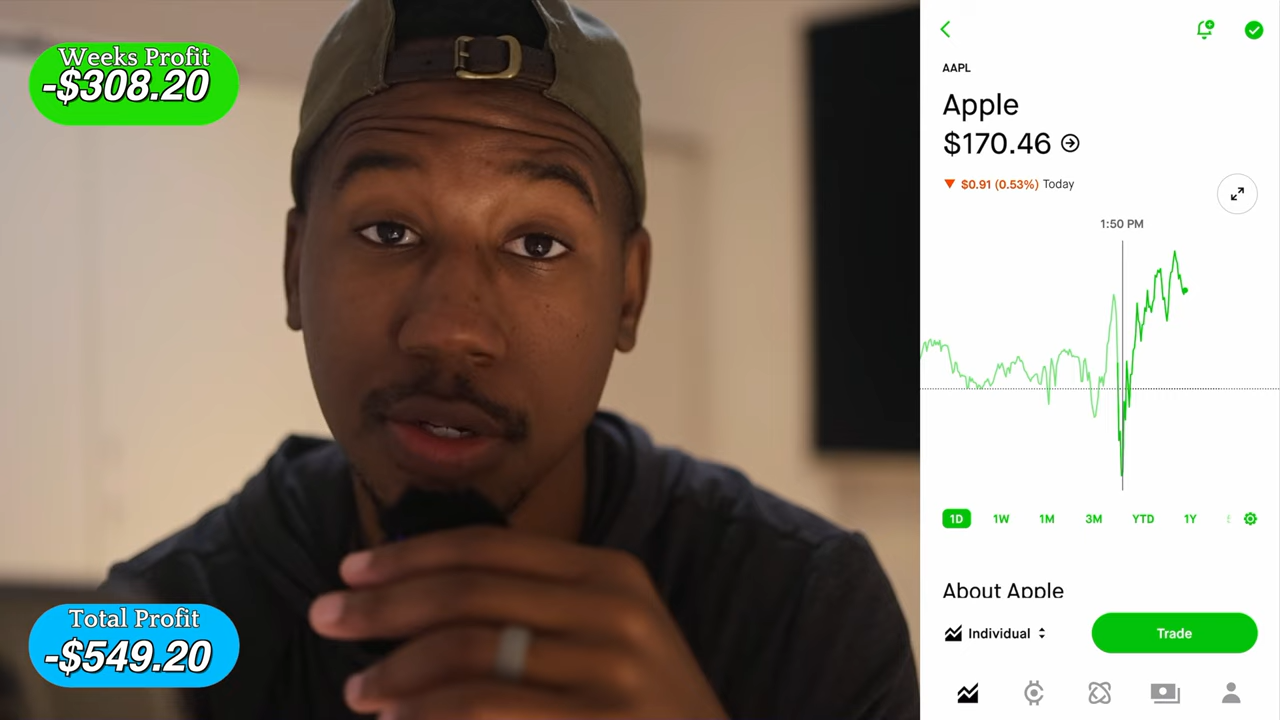 Weeks Profit
-$308.20
Total Profit
-$549.20
AAPL
Apple
$170.46
$0.91 (0.53%) Today
1:50 PM
1D 1W 1M 3M YTD 1Y
About Apple
Individual
Trade